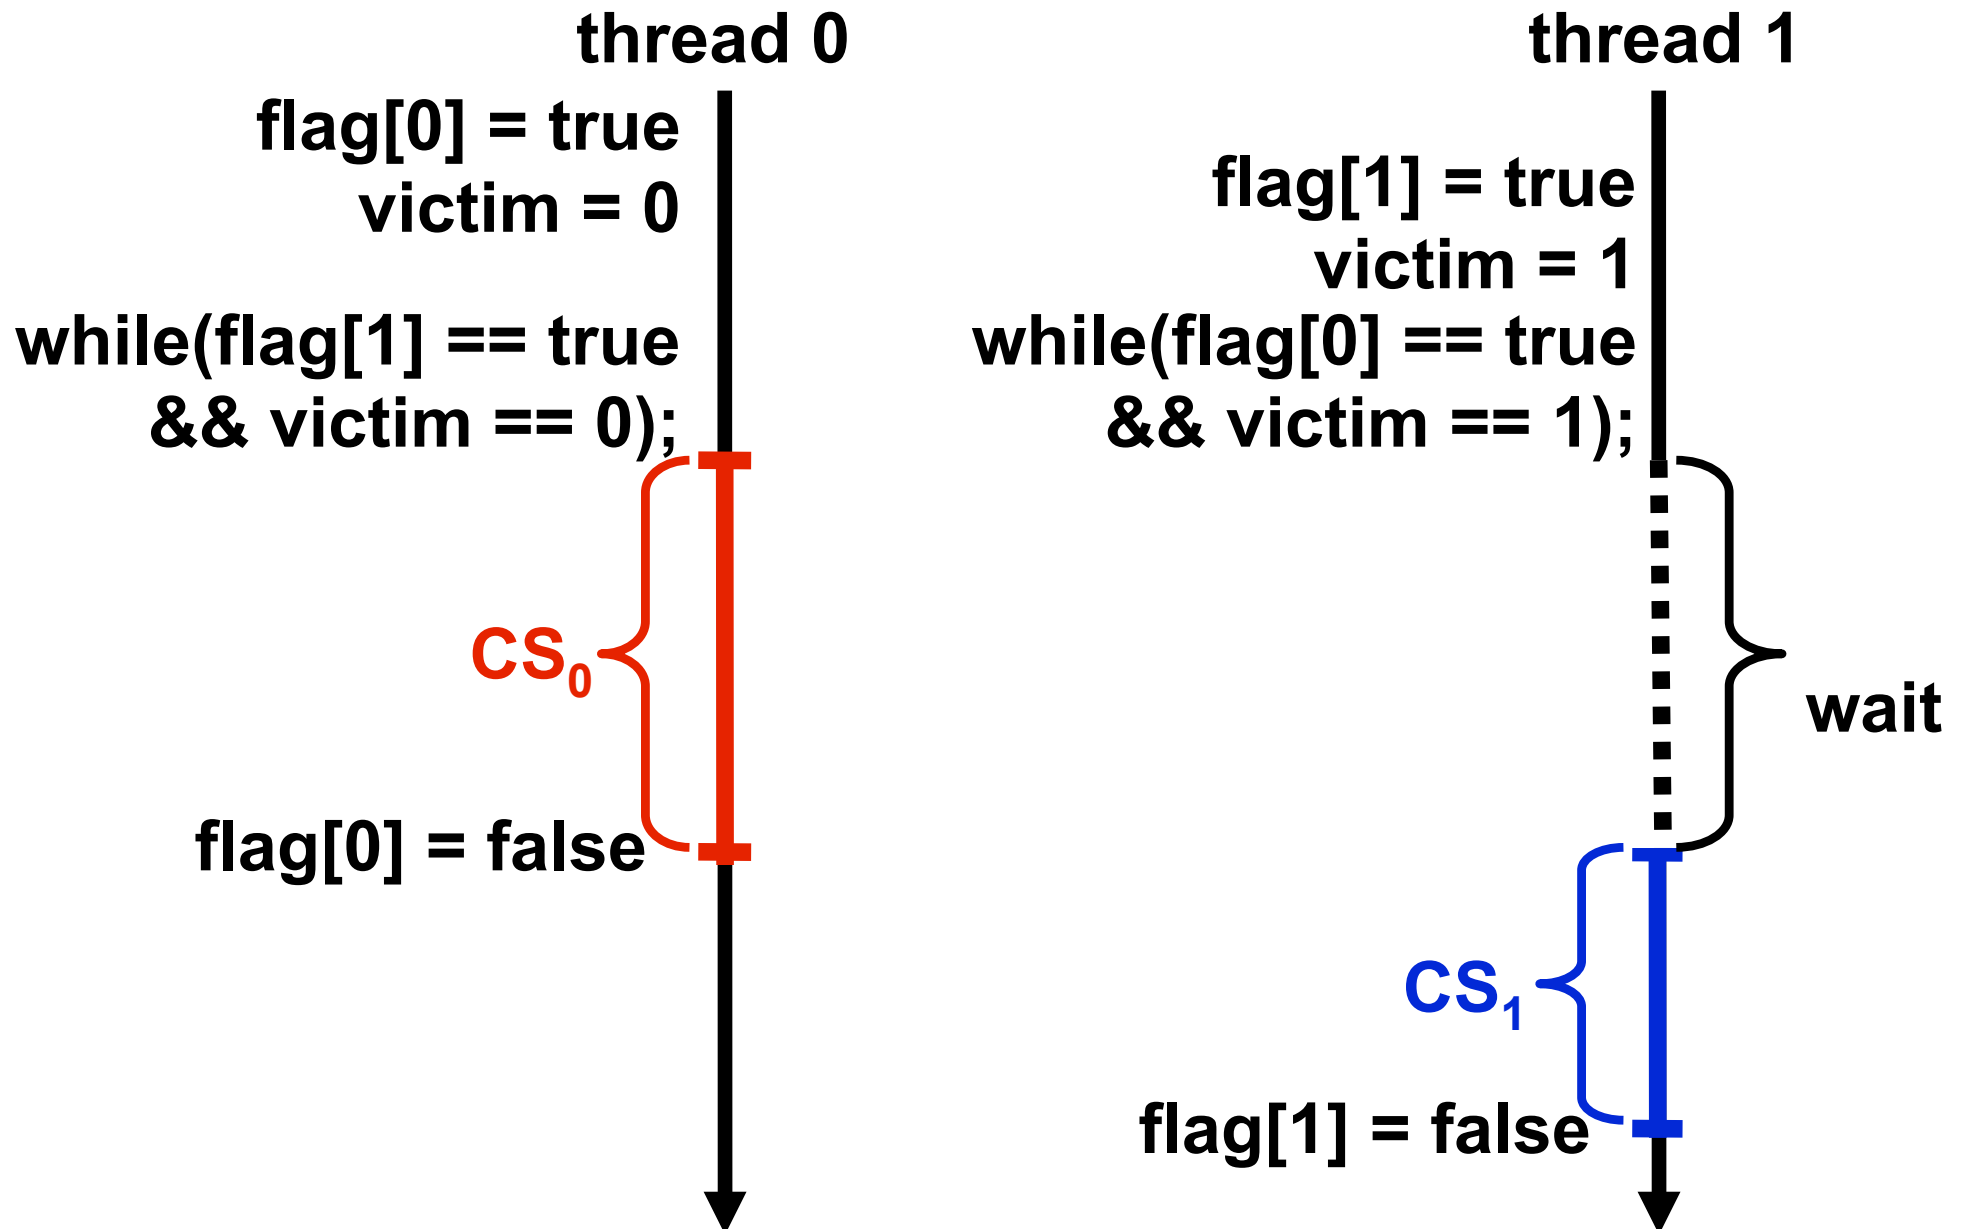 thread 0
flag[0] = true
victim = 0
while(flag[1] == true
&& victim == 0);
CS0
flag[0] = false
thread 1
flag[1] = true
victim = 1
while(flag[0] == true
&& victim == 1);
wait
CS1
flag[1] = false